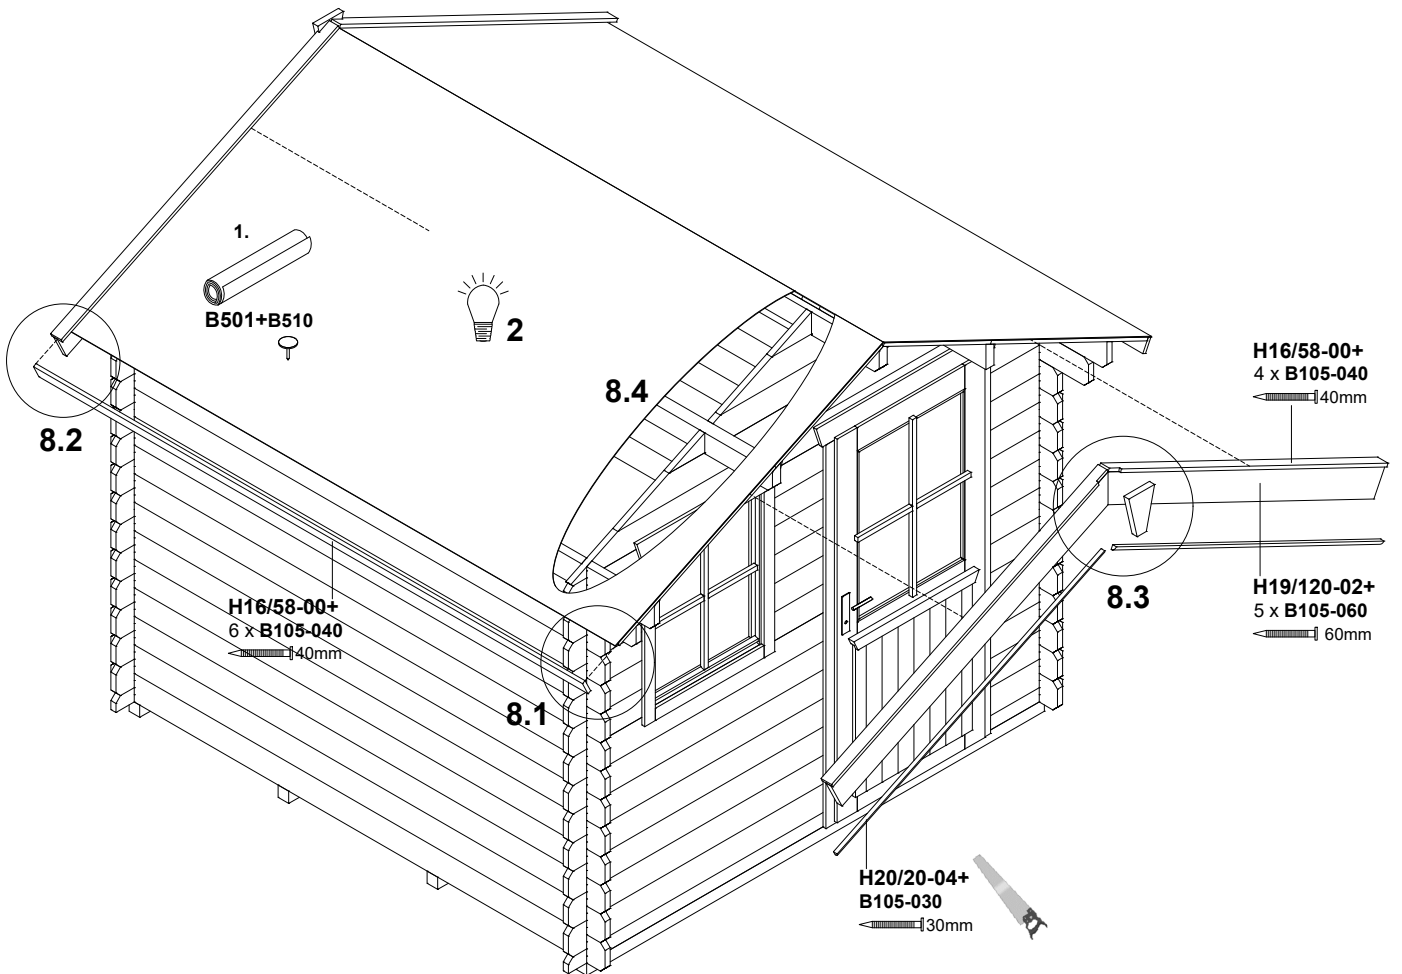 1.
B501+B510
2
8.4
H16/58-00+
4 x B105-040
40mm
8.2
8.3
H19/120-02+
5 x B105-060
60mm
H16/58-00+
6 x B105-040
40mm
8.1
H20/20-04+
B105-030
30mm